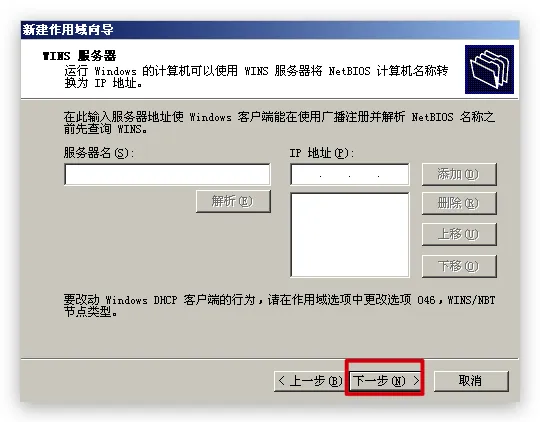 新建作用域向导
WINS 服务器
运行 Windows 的计算机可以使用 WINS 服务器将 NetBIOS 计算机名称转
换为 IP 地址。
在此输入服务器地址使 Windows 客户端能在使用广播注册并解析 NetBIOS 名称之
前先查询 WINS。
服务器名(S):
IP 地址(P):
. . .
添加(D)
解析(E)
删除(R)
上移(U)
下移(O)
要改动 Windows DHCP 客户端的行为，请在作用域选项中更改选项 046，WINS/NBT
节点类型。
< 上一步(B)
下一步(N) >
取消